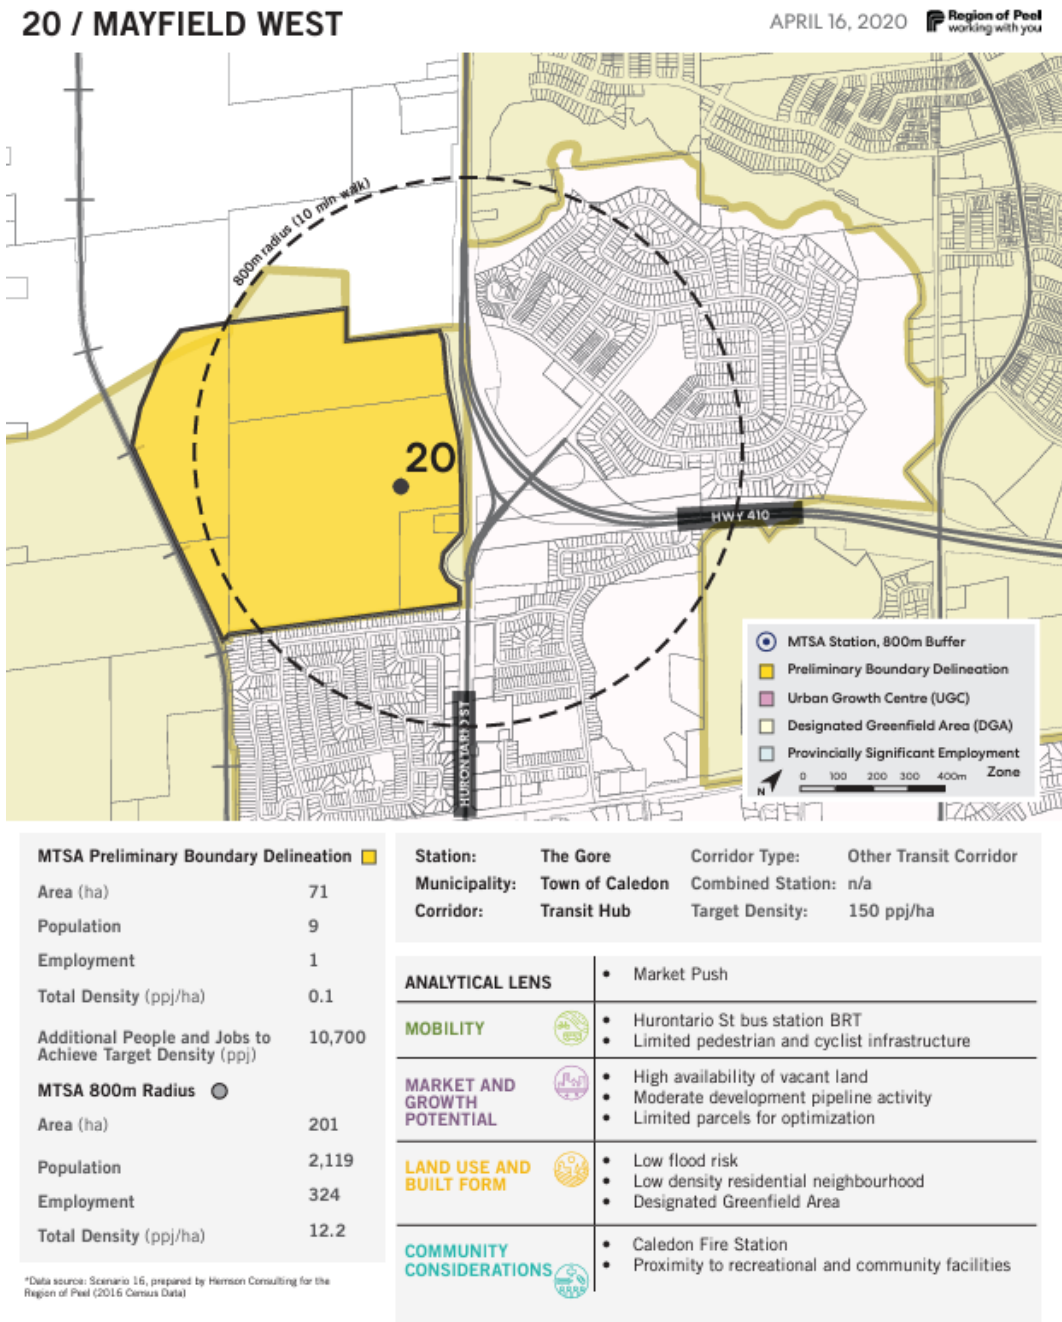 20 / MAYFIELD WEST
APRIL 16, 2020
Region of Peel
working with you
800m radius (10 min walk)
20
HWY 410
HURONTARIO ST
MTSA Station, 800m Buffer
Preliminary Boundary Delineation
Urban Growth Centre (UGC)
Designated Greenfield Area (DGA)
Provincially Significant Employment
Zone
N
0 100 200 300 400m
MTSA Preliminary Boundary Delineation
Area (ha) 71
Population 9
Employment 1
Total Density (ppj/ha) 0.1
Additional People and Jobs to 10,700
Achieve Target Density (ppj)
MTSA 800m Radius
Area (ha) 201
Population 2,119
Employment 324
Total Density (ppj/ha) 12.2
*Data source: Scenario 16, prepared by Hemson Consulting for the
Region of Peel (2016 Census Data)
Station: The Gore Corridor Type: Other Transit Corridor
Municipality: Town of Caledon Combined Station: n/a
Corridor: Transit Hub Target Density: 150 ppj/ha
ANALYTICAL LENS
• Market Push
MOBILITY
• Hurontario St bus station BRT
• Limited pedestrian and cyclist infrastructure
MARKET AND
GROWTH
POTENTIAL
• High availability of vacant land
• Moderate development pipeline activity
• Limited parcels for optimization
LAND USE AND
BUILT FORM
• Low flood risk
• Low density residential neighbourhood
• Designated Greenfield Area
COMMUNITY
CONSIDERATIONS
• Caledon Fire Station
• Proximity to recreational and community facilities